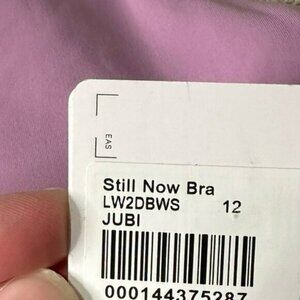 EAS
Still Now Bra
LW2DBWS 12
JUBI
000144375287